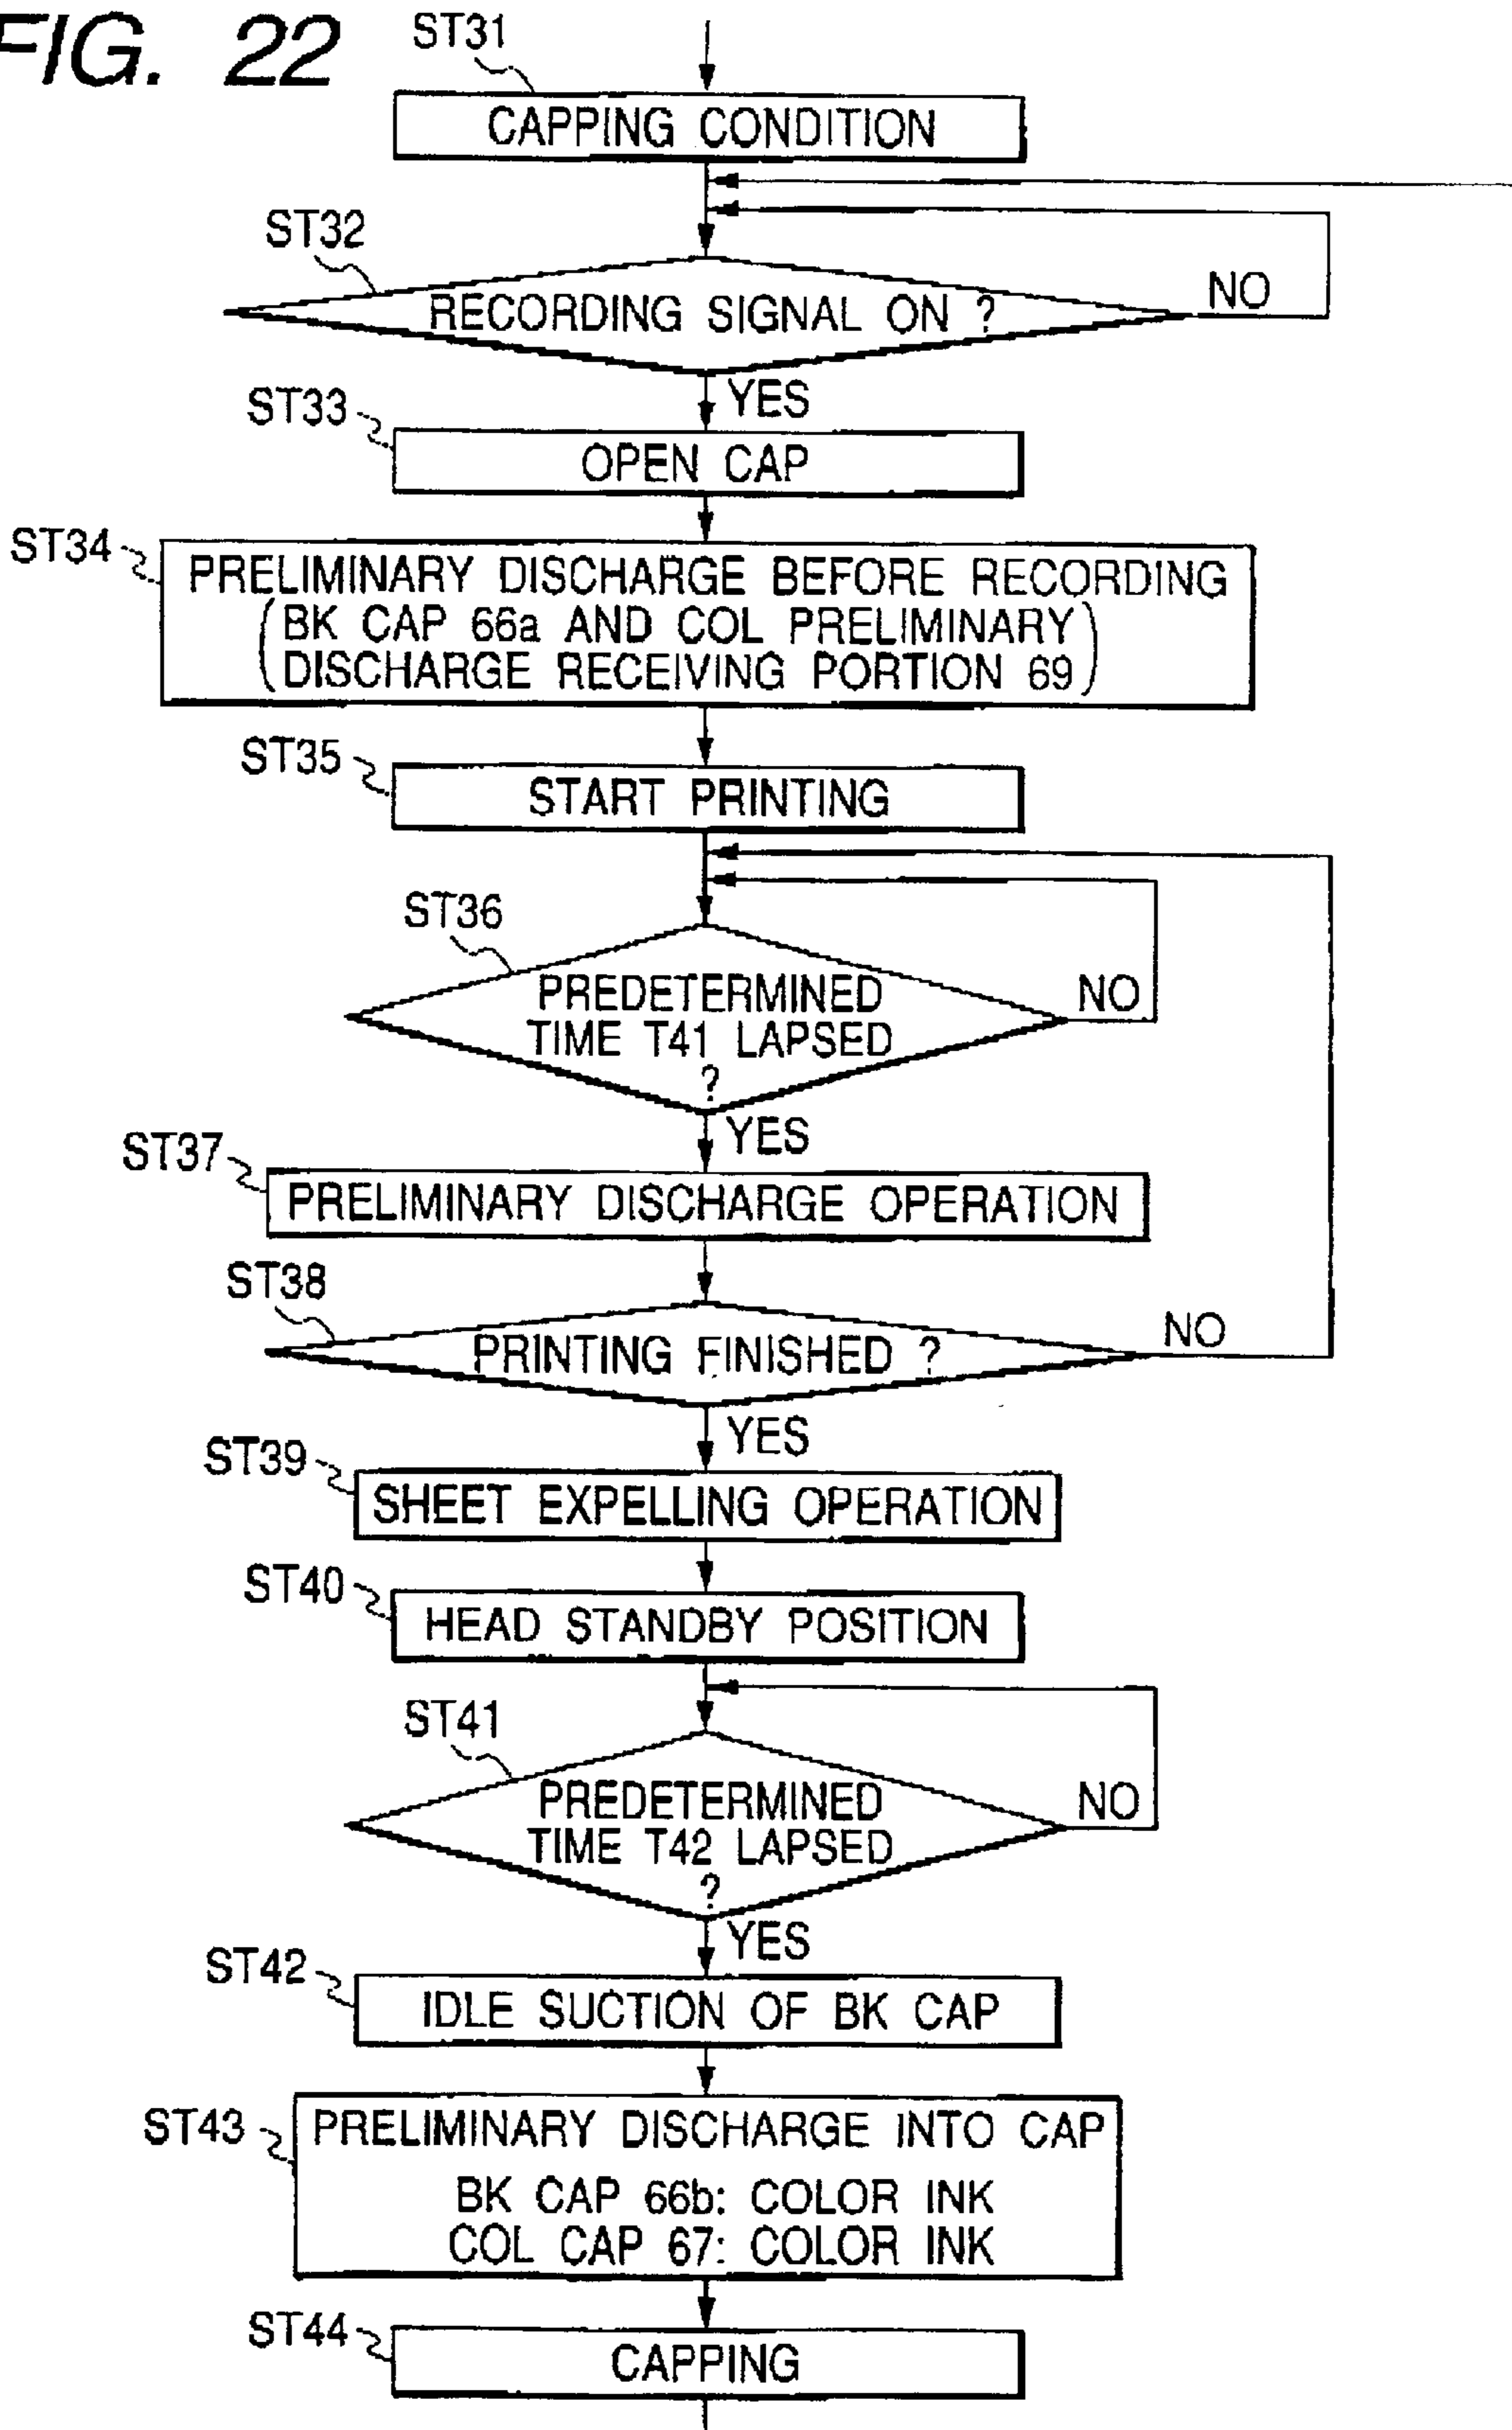 FIG. 22
ST31
CAPPING CONDITION
ST32
RECORDING SIGNAL ON ?
NO
YES
ST33
OPEN CAP
ST34
PRELIMINARY DISCHARGE BEFORE RECORDING
(BK CAP 66a AND COL PRELIMINARY
DISCHARGE RECEIVING PORTION 69)
ST35
START PRINTING
ST36
PREDETERMINED
TIME T41 LAPSED
?
NO
YES
ST37
PRELIMINARY DISCHARGE OPERATION
ST38
PRINTING FINISHED ?
NO
YES
ST39
SHEET EXPELLING OPERATION
ST40
HEAD STANDBY POSITION
ST41
PREDETERMINED
TIME T42 LAPSED
?
NO
YES
ST42
IDLE SUCTION OF BK CAP
ST43
PRELIMINARY DISCHARGE INTO CAP
BK CAP 66b: COLOR INK
COL CAP 67: COLOR INK
ST44
CAPPING